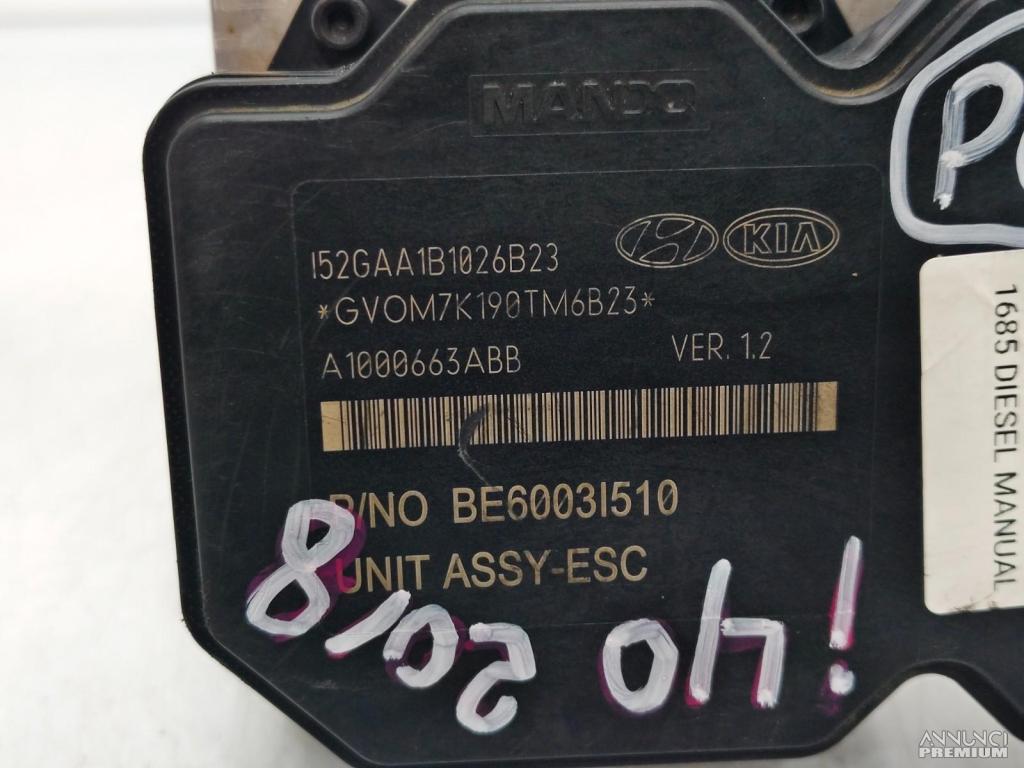 MANDO
I52GAA1B1026B23
KIA
*GVOM7K190TM6B23*
A1000663ABB
VER. 1.2
P/NO BE6003I510
UNIT ASSY-ESC
i40 2018
1685 DIESEL MANUAL
ANNUNCI
PREMIUM